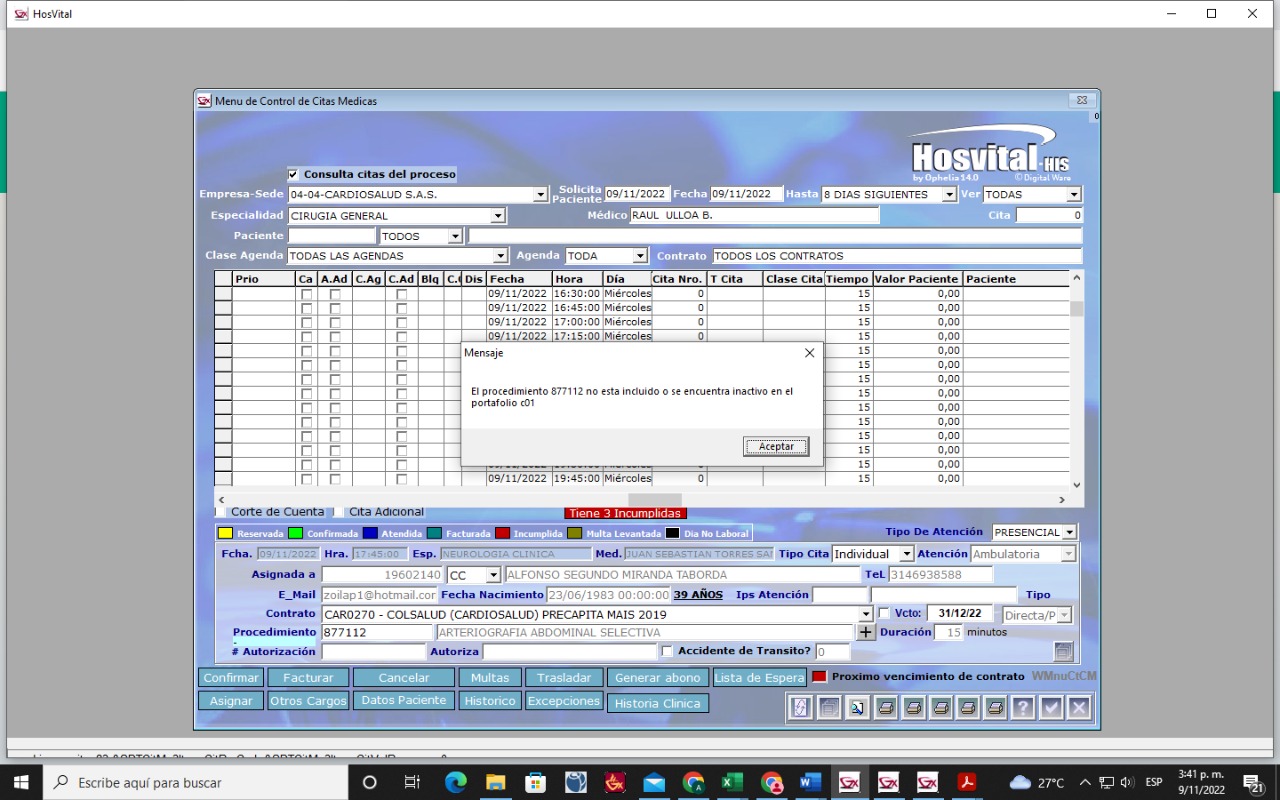 HosVital
Menu de Control de Citas Medicas
0
Hosvital-HIS
by Ophelia 14.0 © Digital Ware
Consulta citas del proceso
Empresa-Sede 04-04-CARDIOSALUD S.A.S. Solicita Paciente 09/11/2022 Fecha 09/11/2022 Hasta 8 DIAS SIGUIENTES Ver TODAS
Especialidad CIRUGIA GENERAL Médico RAUL ULLOA B. Cita 0
Paciente TODOS
Clase Agenda TODAS LAS AGENDAS Agenda TODA Contrato TODOS LOS CONTRATOS
Prio Ca A.Ad C.Ag C.Ad Blq Dis Fecha Hora Día Cita Nro. T Cita Clase Cita Tiempo Valor Paciente Paciente
09/11/2022 16:30:00 Miércoles 0 15 0,00
09/11/2022 16:45:00 Miércoles 0 15 0,00
09/11/2022 17:00:00 Miércoles 0 15 0,00
09/11/2022 17:15:00 Miércoles 0 15 0,00
15 0,00
15 0,00
15 0,00
15 0,00
15 0,00
15 0,00
15 0,00
15 0,00
15 0,00
09/11/2022 19:45:00 Miércoles 0 15 0,00
Mensaje
El procedimiento 877112 no esta incluido o se encuentra inactivo en el
portafolio c01
Aceptar
Corte de Cuenta Cita Adicional Tiene 3 Incumplidas
Reservada Confirmada Atendida Facturada Incumplida Multa Levantada Dia No Laboral Tipo De Atención PRESENCIAL
Fcha. 09/11/2022 Hra. 17:45:00 Esp. NEUROLOGIA CLINICA Med. JUAN SEBASTIAN TORRES SA Tipo Cita Individual Atención Ambulatoria
Asignada a 19602140 CC ALFONSO SEGUNDO MIRANDA TABORDA Tel. 3146938588
E_Mail zoilap1@hotmail.cor Fecha Nacimiento 23/06/1983 00:00:00 39 AÑOS Ips Atención Tipo
Contrato CAR0270 - COLSALUD (CARDIOSALUD) PRECAPITA MAIS 2019 Vcto: 31/12/22 Directa/P
Procedimiento 877112 ARTERIOGRAFIA ABDOMINAL SELECTIVA + Duración 15 minutos
# Autorización Autoriza Accidente de Transito? 0
Confirmar Facturar Cancelar Multas Trasladar Generar abono Lista de Espera Proximo vencimiento de contrato WMnuCtCM
Asignar Otros Cargos Datos Paciente Historico Excepciones Historia Clinica
Escribe aquí para buscar
27°C ESP 3:41 p. m.
9/11/2022
21